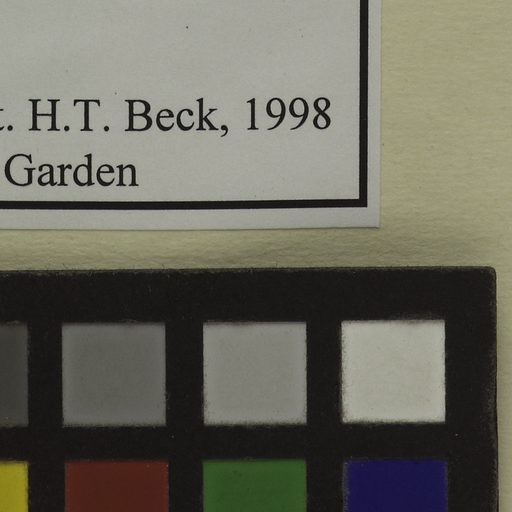 . H.T. Beck, 1998
Garden